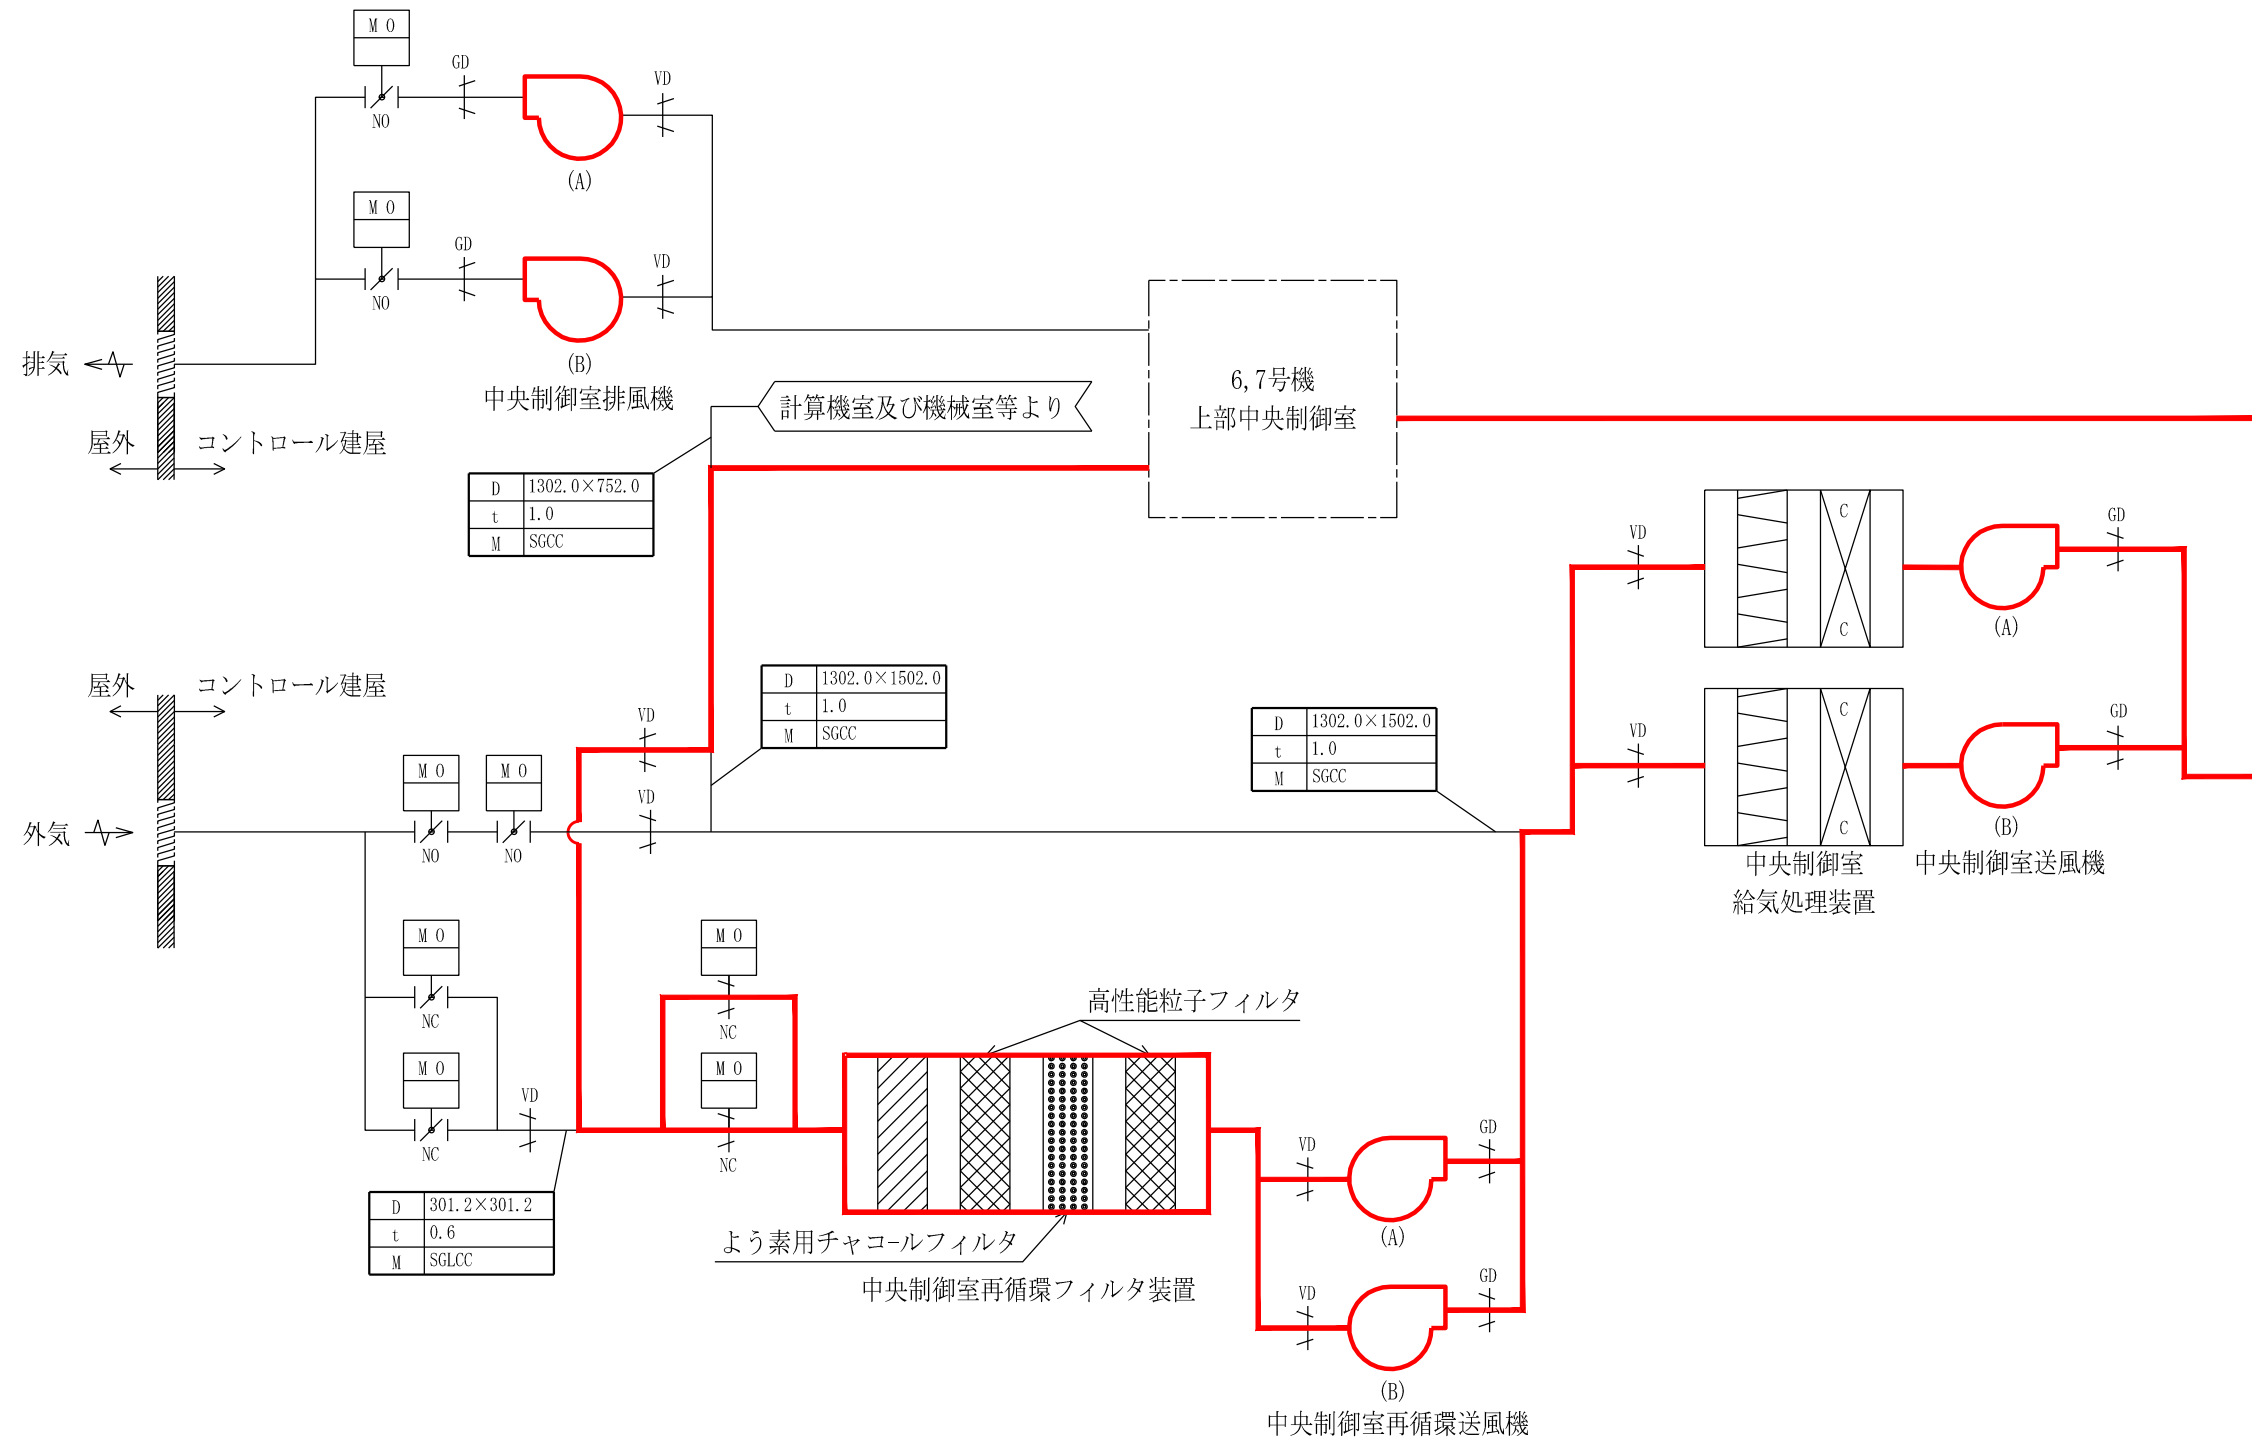 M O
GD
VD
NO
(A)
M O
GD
VD
NO
(B)
中央制御室排風機
排気
屋外
コントロール建屋
計算機室及び機械室等より
6,7号機
上部中央制御室
D 1302.0×752.0
t 1.0
M SGCC
VD
C
C
GD
(A)
屋外
コントロール建屋
D 1302.0×1502.0
t 1.0
M SGCC
D 1302.0×1502.0
t 1.0
M SGCC
VD
VD
VD
C
C
GD
(B)
中央制御室
給気処理装置
中央制御室送風機
外気
M O
M O
NO
NO
M O
NC
M O
NC
VD
M O
NC
M O
NC
高性能粒子フィルタ
よう素用チャコールフィルタ
中央制御室再循環フィルタ装置
D 301.2×301.2
t 0.6
M SGLCC
VD
GD
(A)
VD
GD
(B)
中央制御室再循環送風機